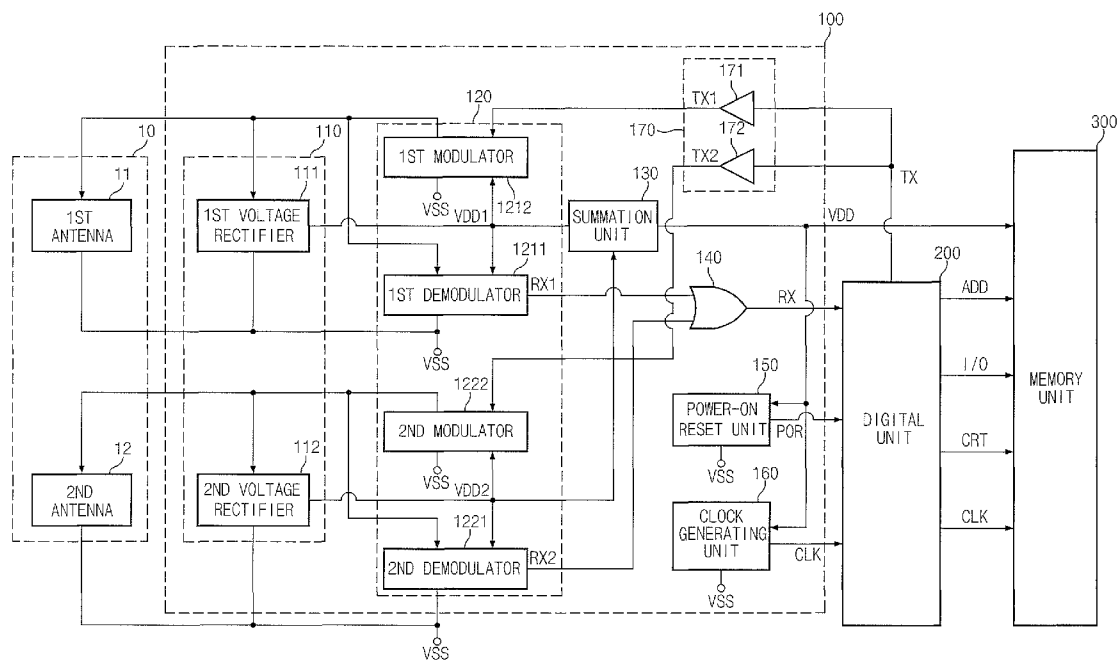 100
171
TX1
120
172
170
TX2
300
10
110
11
111
1ST MODULATOR
130
TX
1ST
ANTENNA
1ST VOLTAGE
RECTIFIER
VSS
1212
VDD1
SUMMATION
UNIT
VDD
1211
140
200
1ST DEMODULATOR
RX1
RX
ADD
VSS
I/O
1222
150
MEMORY
UNIT
2ND MODULATOR
POWER-ON
RESET UNIT
POR
DIGITAL
UNIT
12
112
CRT
VSS
VSS
2ND
ANTENNA
2ND VOLTAGE
RECTIFIER
VDD2
160
1221
CLOCK
GENERATING
UNIT
CLK
CLK
2ND DEMODULATOR
RX2
VSS
VSS